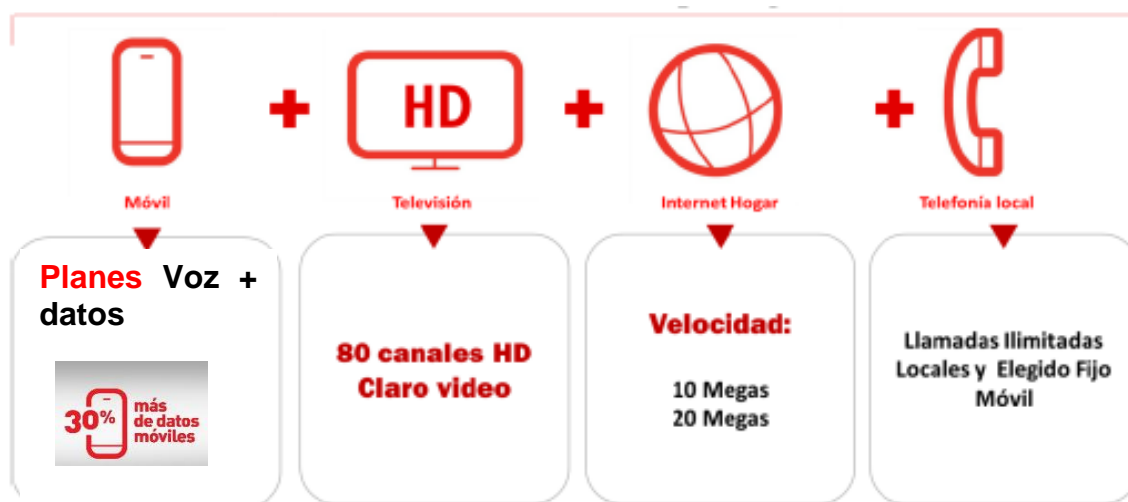 HD
Móvil
Televisión
Internet Hogar
Telefonía local
Planes Voz +
datos
30% más
de datos
móviles
80 canales HD
Claro video
Velocidad:
10 Megas
20 Megas
Llamadas Ilimitadas
Locales y Elegido Fijo
Móvil